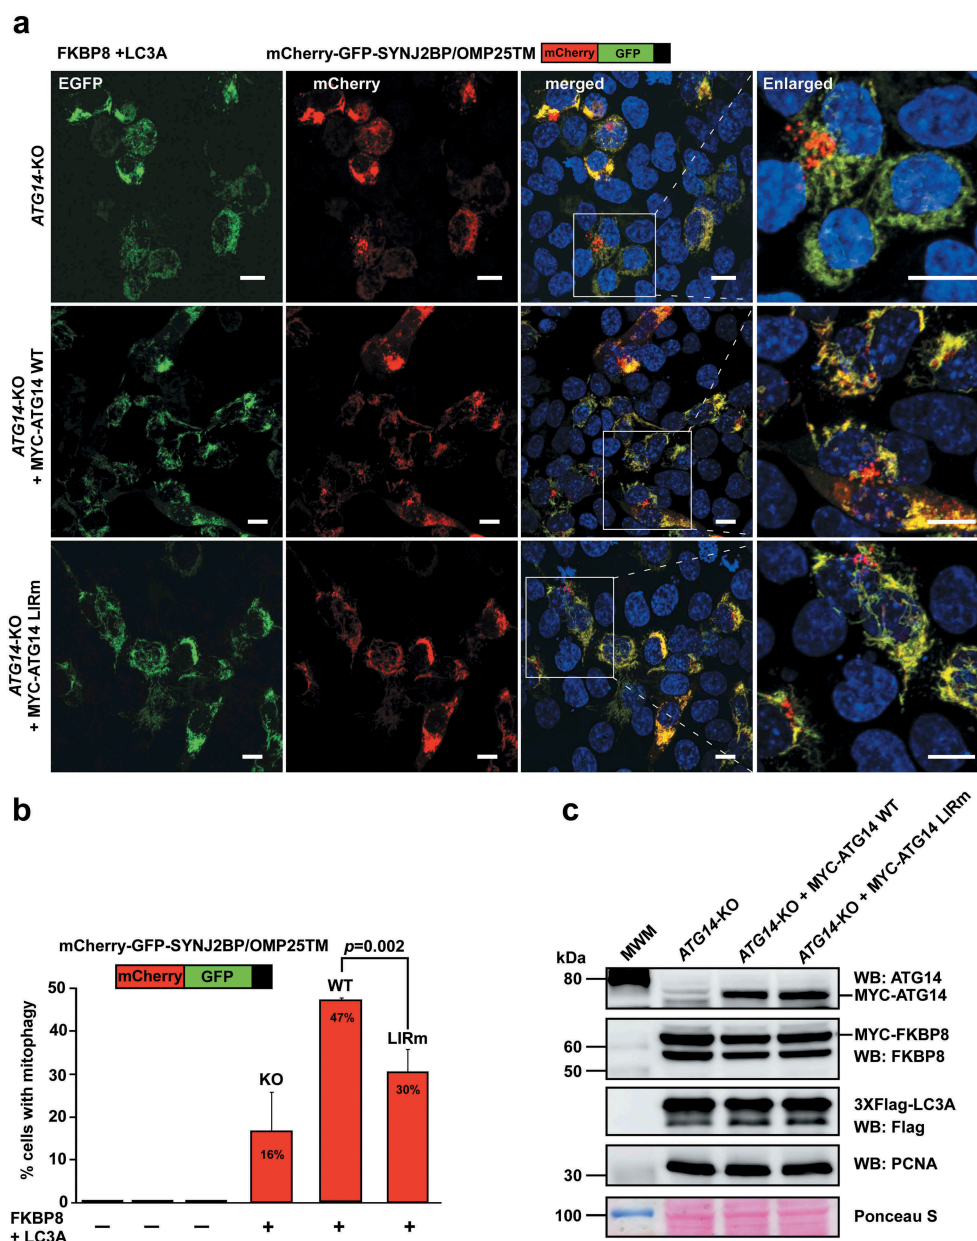 a
FKBP8 +LC3A
mCherry-GFP-SYNJ2BP/OMP25TM
mCherry GFP
EGFP
mCherry
merged
Enlarged
ATG14-KO
ATG14-KO
+ MYC-ATG14 WT
ATG14-KO
+ MYC-ATG14 LIRm
b
mCherry-GFP-SYNJ2BP/OMP25TM
mCherry GFP
p=0.002
% cells with mitophagy
50
40
30
20
10
0
KO
16%
WT
47%
LIRm
30%
FKBP8
+ LC3A
– – – + + +
c
MWM
ATG14-KO
ATG14-KO + MYC-ATG14 WT
ATG14-KO + MYC-ATG14 LIRm
kDa
80
WB: ATG14
MYC-ATG14
MYC-FKBP8
60
WB: FKBP8
50
3XFlag-LC3A
WB: Flag
WB: PCNA
30
100
Ponceau S